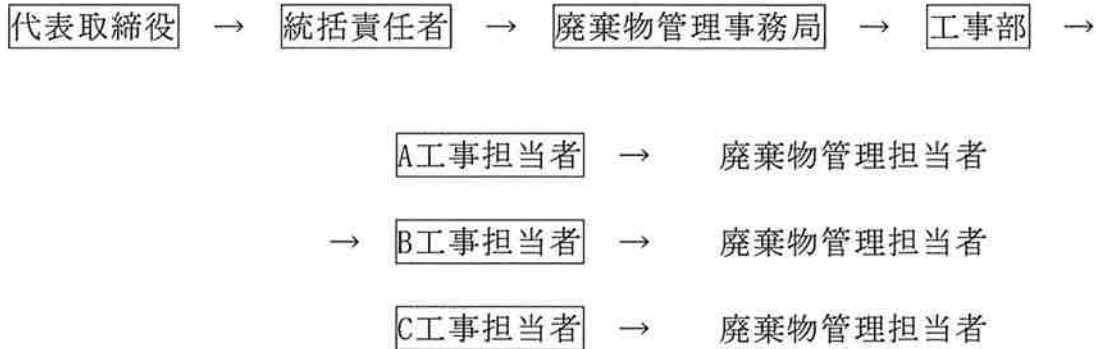 代表取締役 → 統括責任者 → 廃棄物管理事務局 → 工事部 →
A工事担当者 → 廃棄物管理担当者
→ B工事担当者 → 廃棄物管理担当者
C工事担当者 → 廃棄物管理担当者